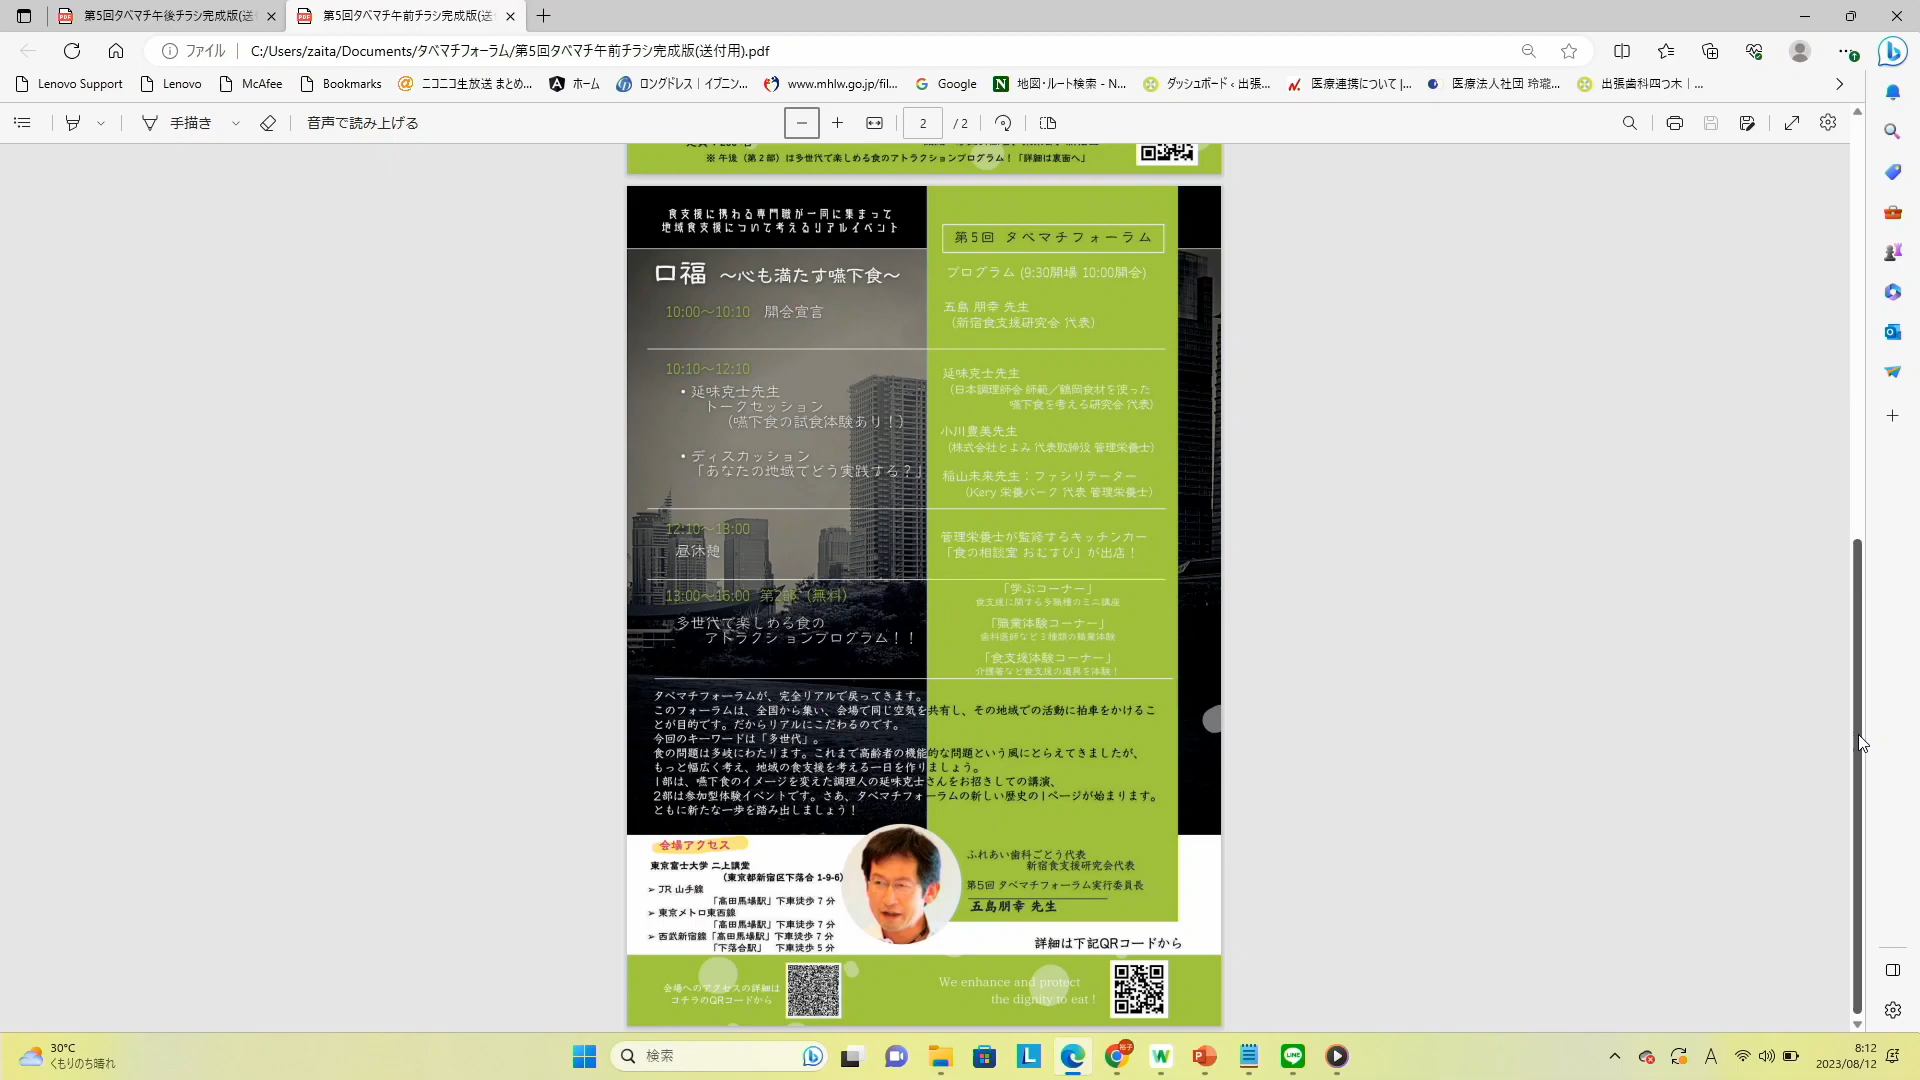 第5回タベマチ午後チラシ完成版(送
第5回タベマチ午前チラシ完成版(送
ファイル
C:/Users/zaita/Documents/タベマチフォーラム/第5回タベマチ午前チラシ完成版(送付用).pdf
Lenovo Support
Lenovo
McAfee
Bookmarks
ニコニコ生放送 まとめ...
ホーム
ロングドレス｜イブニン...
www.mhlw.go.jp/fil...
Google
地図・ルート検索 - N...
ダッシュボード ‹ 出張...
医療連携について |...
医療法人社団 玲瓏...
出張歯科四つ木｜...
手描き
音声で読み上げる
2
/ 2
※ 午後（第２部）は多世代で楽しめる食のアトラクションプログラム！「詳細は裏面へ」
食支援に携わる専門職が一同に集まって
地域食支援について考えるリアルイベント
第5回 タベマチフォーラム
口福 ～心も満たす嚥下食～
プログラム (9:30開場 10:00開会)
10:00～10:10 開会宣言
五島 朋幸 先生
（新宿食支援研究会 代表）
10:10～12:10
・延味克士先生
トークセッション
（嚥下食の試食体験あり！）
・ディスカッション
「あなたの地域でどう実践する？」
延味克士先生
（日本調理師会 師範／鶴岡食材を使った
嚥下食を考える研究会 代表）
小川豊美先生
（株式会社とよみ 代表取締役 管理栄養士）
稲山未来先生：ファシリテーター
（Kery 栄養パーク 代表 管理栄養士）
12:10～13:00
昼休憩
管理栄養士が監修するキッチンカー
「食の相談室 おむすび」が出店！
13:00～16:00 第2部（無料）
多世代で楽しめる食の
アトラクションプログラム！！
「学ぶコーナー」
食支援に関する多職種のミニ講座
「職業体験コーナー」
歯科医師など３種類の職業体験
「食支援体験コーナー」
介護箸など食支援の道具を体験！
タベマチフォーラムが、完全リアルで戻ってきます。
このフォーラムは、全国から集い、会場で同じ空気を共有し、その地域での活動に拍車をかけるこ
とが目的です。だからリアルにこだわるのです。
今回のキーワードは「多世代」。
食の問題は多岐にわたります。これまで高齢者の機能的な問題という風にとらえてきましたが、
もっと幅広く考え、地域の食支援を考える一日を作りましょう。
1部は、嚥下食のイメージを変えた調理人の延味克士さんをお招きしての講演、
2部は参加型体験イベントです。さあ、タベマチフォーラムの新しい歴史の1ページが始まります。
ともに新たな一歩を踏み出しましょう！
会場アクセス
東京富士大学 二上講堂
（東京都新宿区下落合 1-9-6）
➢ JR 山手線
「高田馬場駅」下車徒歩 7 分
➢ 東京メトロ東西線
「高田馬場駅」下車徒歩 7 分
➢ 西武新宿線「高田馬場駅」下車徒歩 7 分
「下落合駅」 下車徒歩 5 分
ふれあい歯科ごとう代表
新宿食支援研究会代表
第5回 タベマチフォーラム実行委員長
五島朋幸 先生
詳細は下記QRコードから
会場へのアクセスの詳細は
コチラのQRコードから
We enhance and protect
the dignity to eat !
30°C
くもりのち晴れ
検索
8:12
2023/08/12